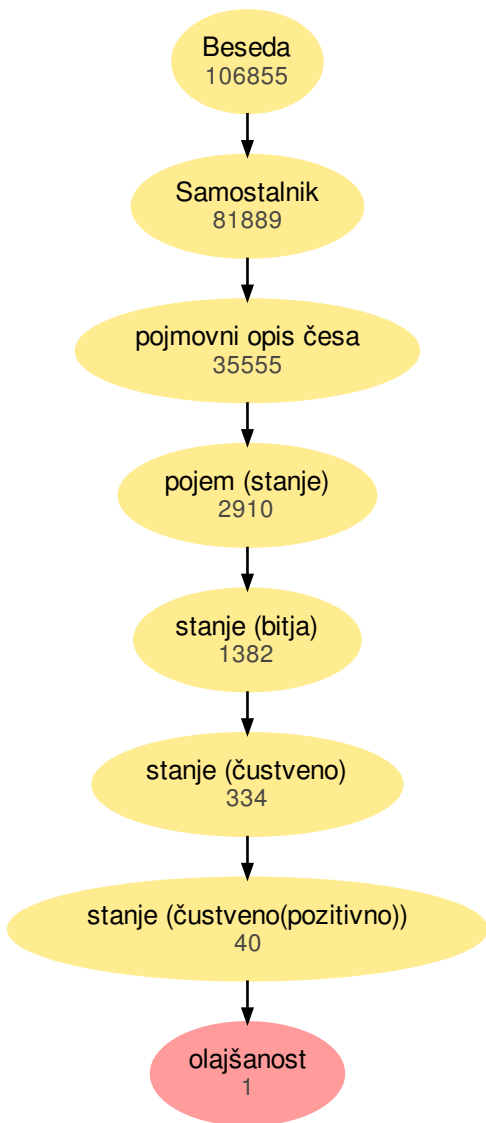 Beseda
106855
Samostalnik
81889
pojmovni opis česa
35555
pojem (stanje)
2910
stanje (bitja)
1382
stanje (čustveno)
334
stanje (čustveno(pozitivno))
40
olajšanost
1